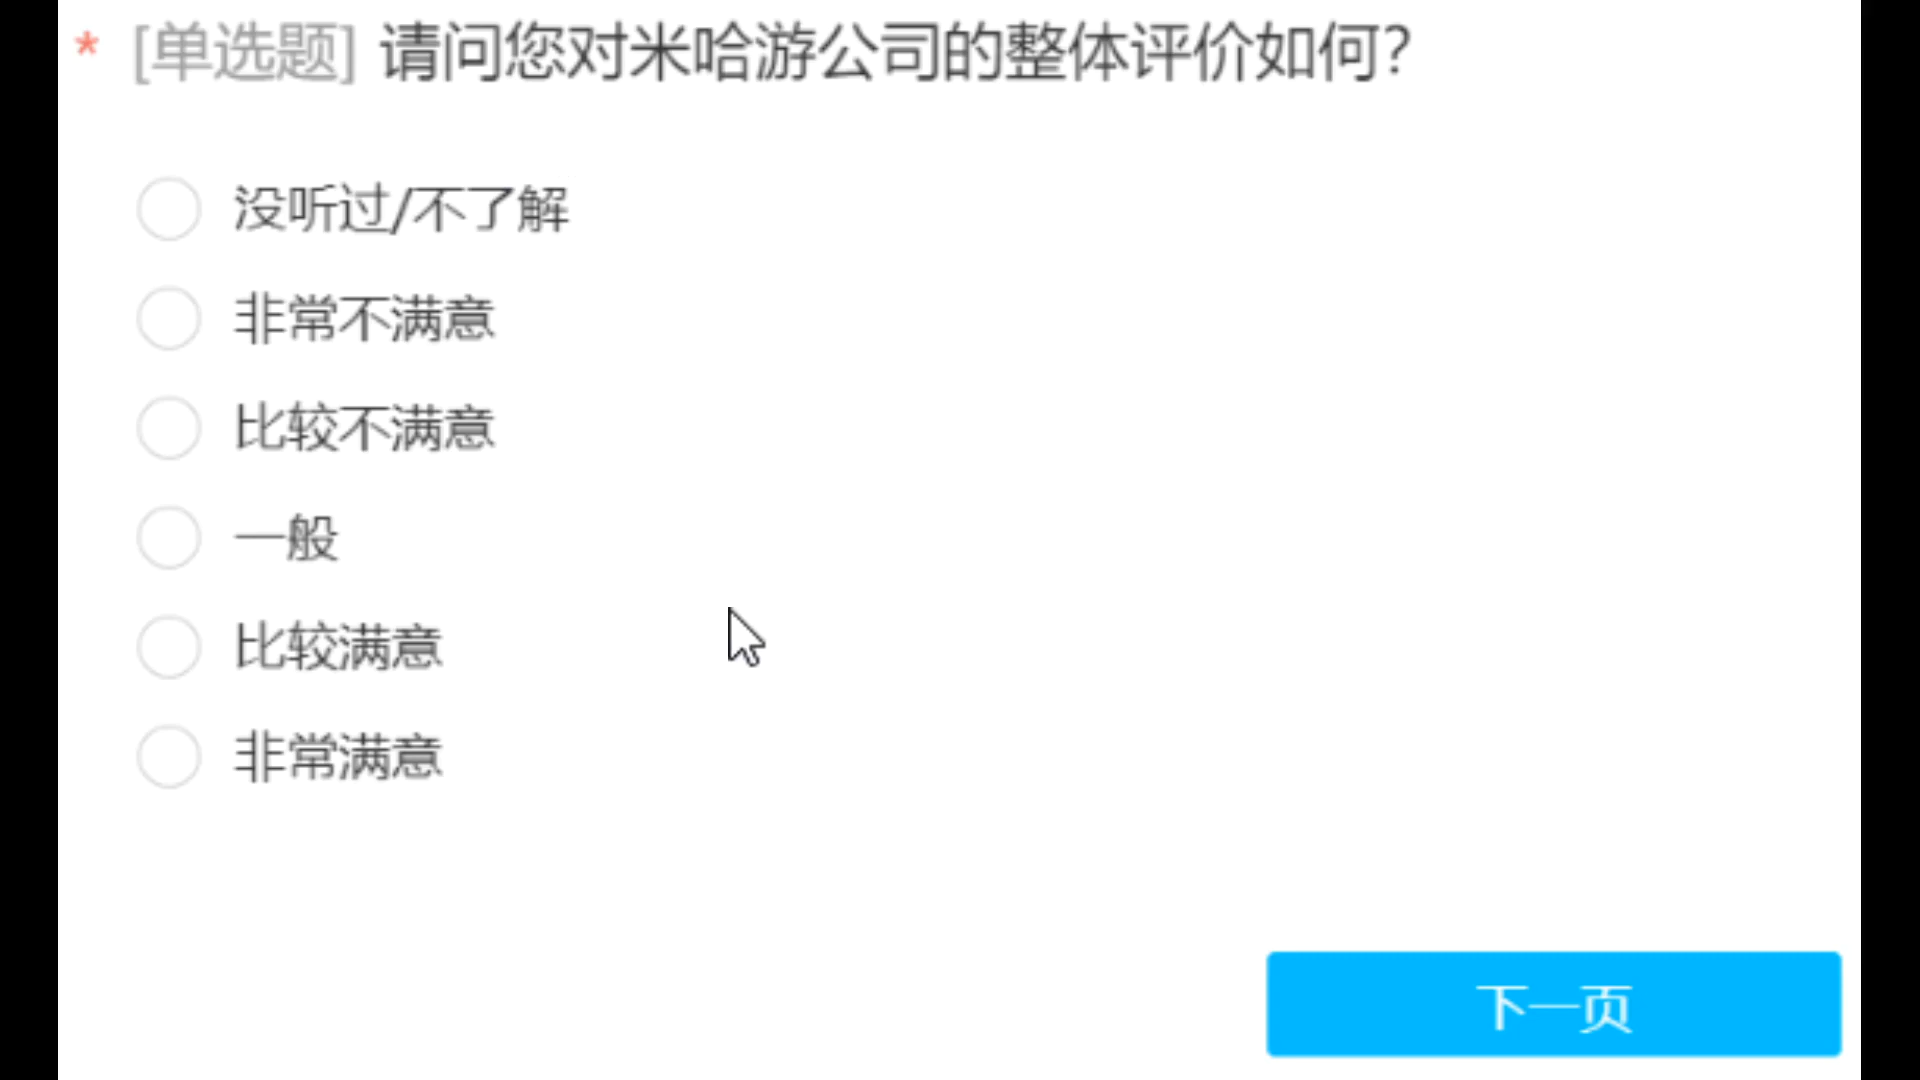 * [单选题] 请问您对米哈游公司的整体评价如何?
没听过/不了解
非常不满意
比较不满意
一般
比较满意
非常满意
下一页